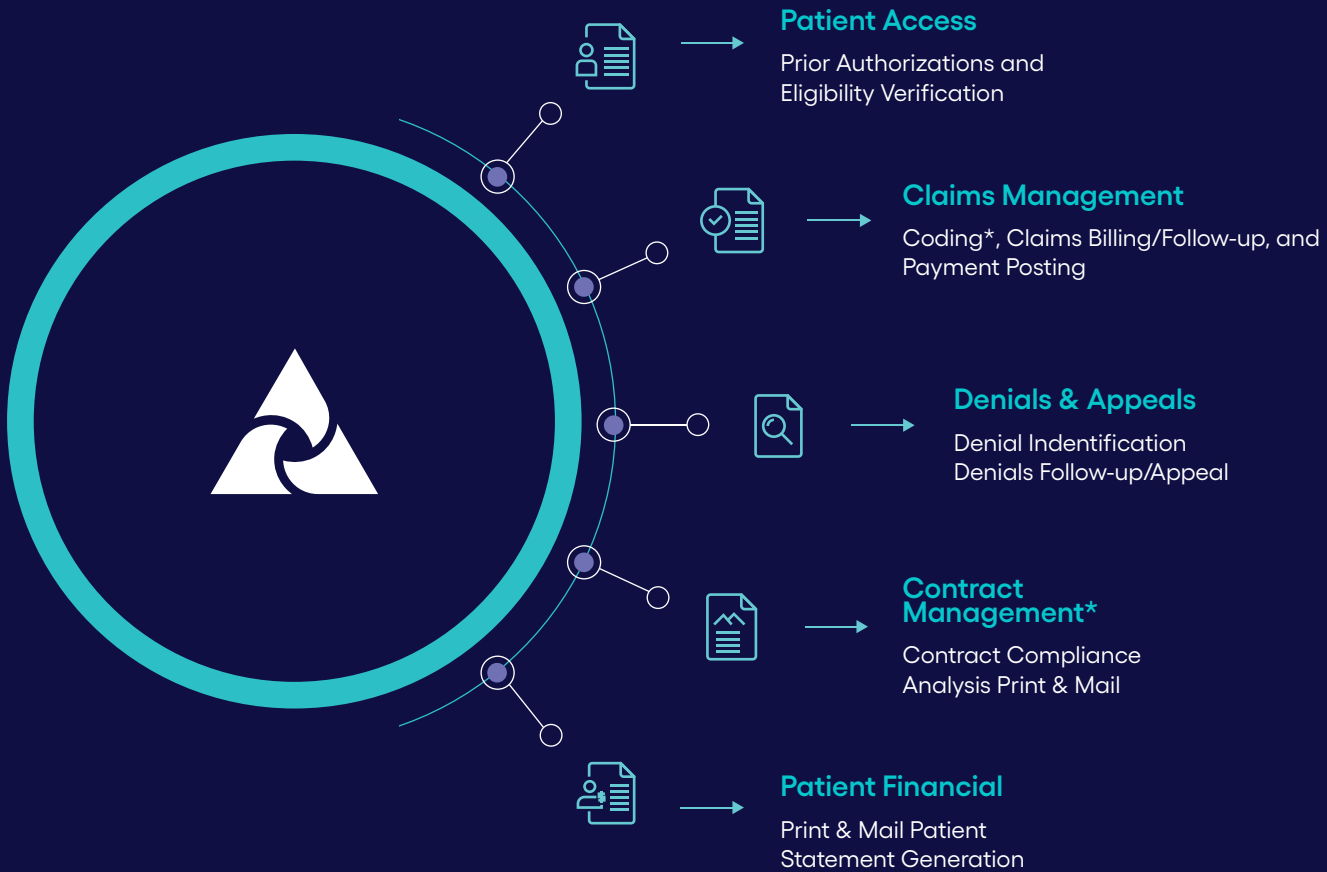 Patient Access
Prior Authorizations and
Eligibility Verification
Claims Management
Coding*, Claims Billing/Follow-up, and
Payment Posting
Denials & Appeals
Denial Indentification
Denials Follow-up/Appeal
Contract
Management*
Contract Compliance
Analysis Print & Mail
Patient Financial
Print & Mail Patient
Statement Generation